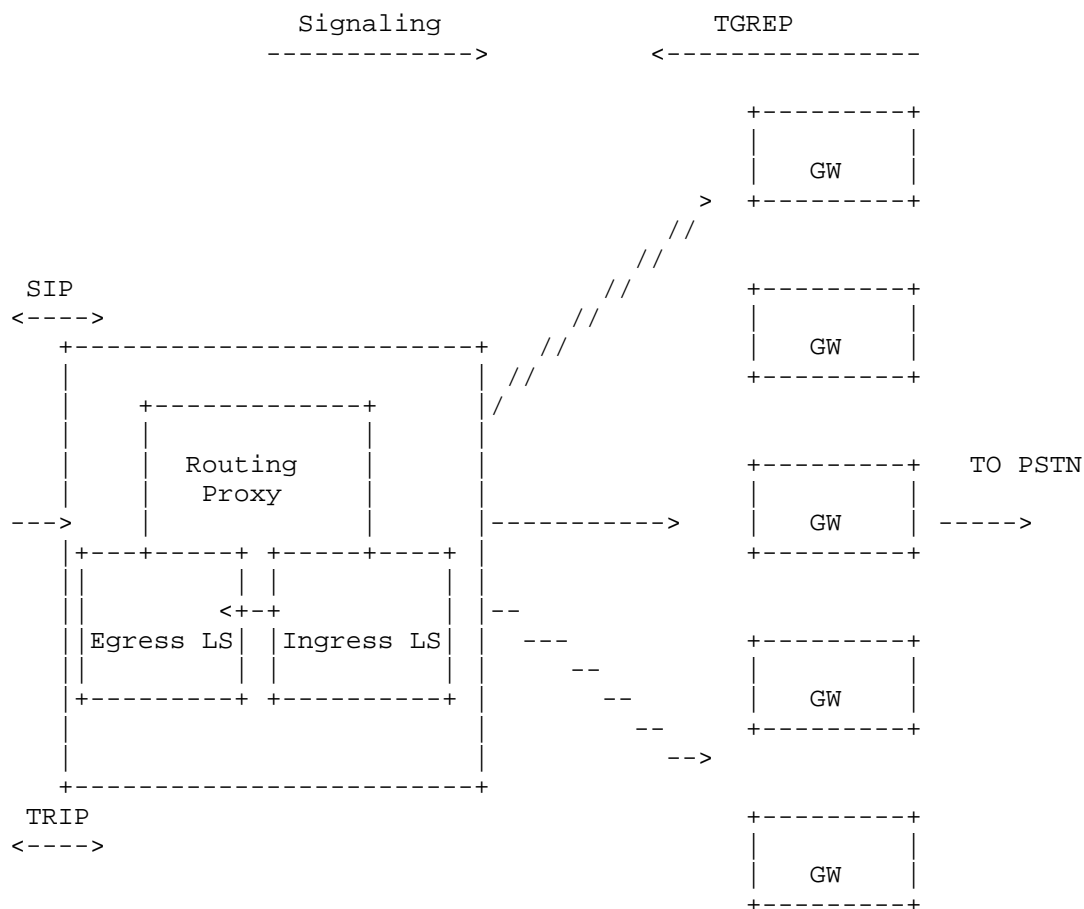 Signaling TGREP
GW
SIP
GW
Routing TO PSTN
Proxy
GW
Egress LS Ingress LS
GW
TRIP
GW